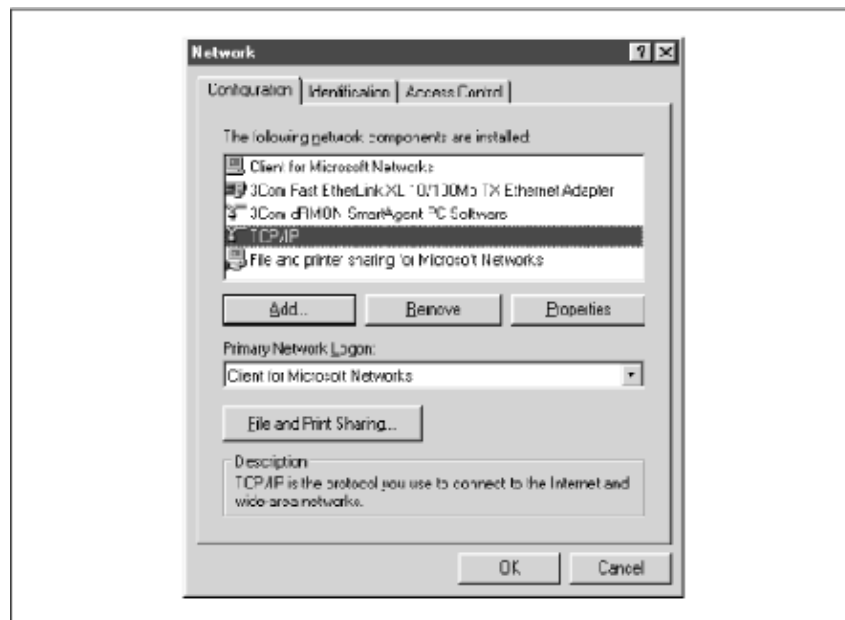 Network
Configuration Identification Access Control
The following network components are installed:
Client for Microsoft Networks
3Com Fast EtherLink XL 10/100Mb TX Ethernet Adapter
3Com dRMON SmartAgent PC Software
TCP/IP
File and printer sharing for Microsoft Networks
Add... Remove Properties
Primary Network Logon:
Client for Microsoft Networks
File and Print Sharing...
Description
TCP/IP is the protocol you use to connect to the Internet and
wide-area networks.
OK Cancel